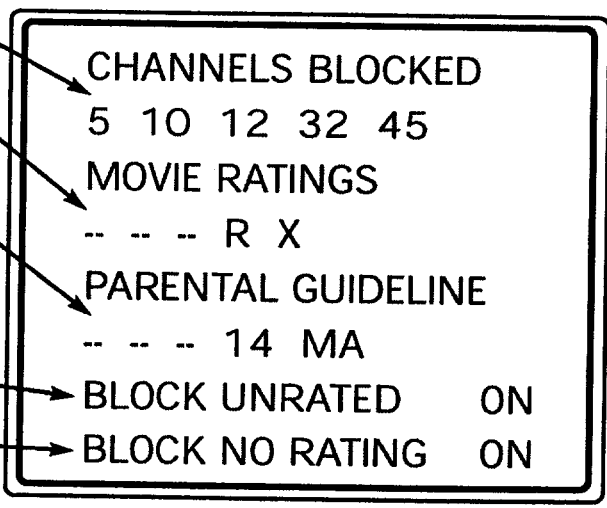 CHANNELS BLOCKED
5 10 12 32 45
MOVIE RATINGS
-- -- -- R X
PARENTAL GUIDELINE
-- -- -- 14 MA
BLOCK UNRATED ON
BLOCK NO RATING ON